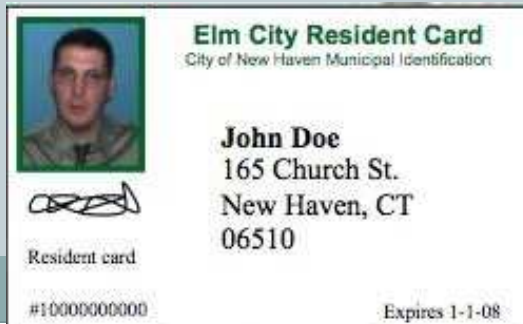 Elm City Resident Card
City of New Haven Municipal Identification
John Doe
165 Church St.
New Haven, CT
06510
Resident card
#10000000000
Expires 1-1-08